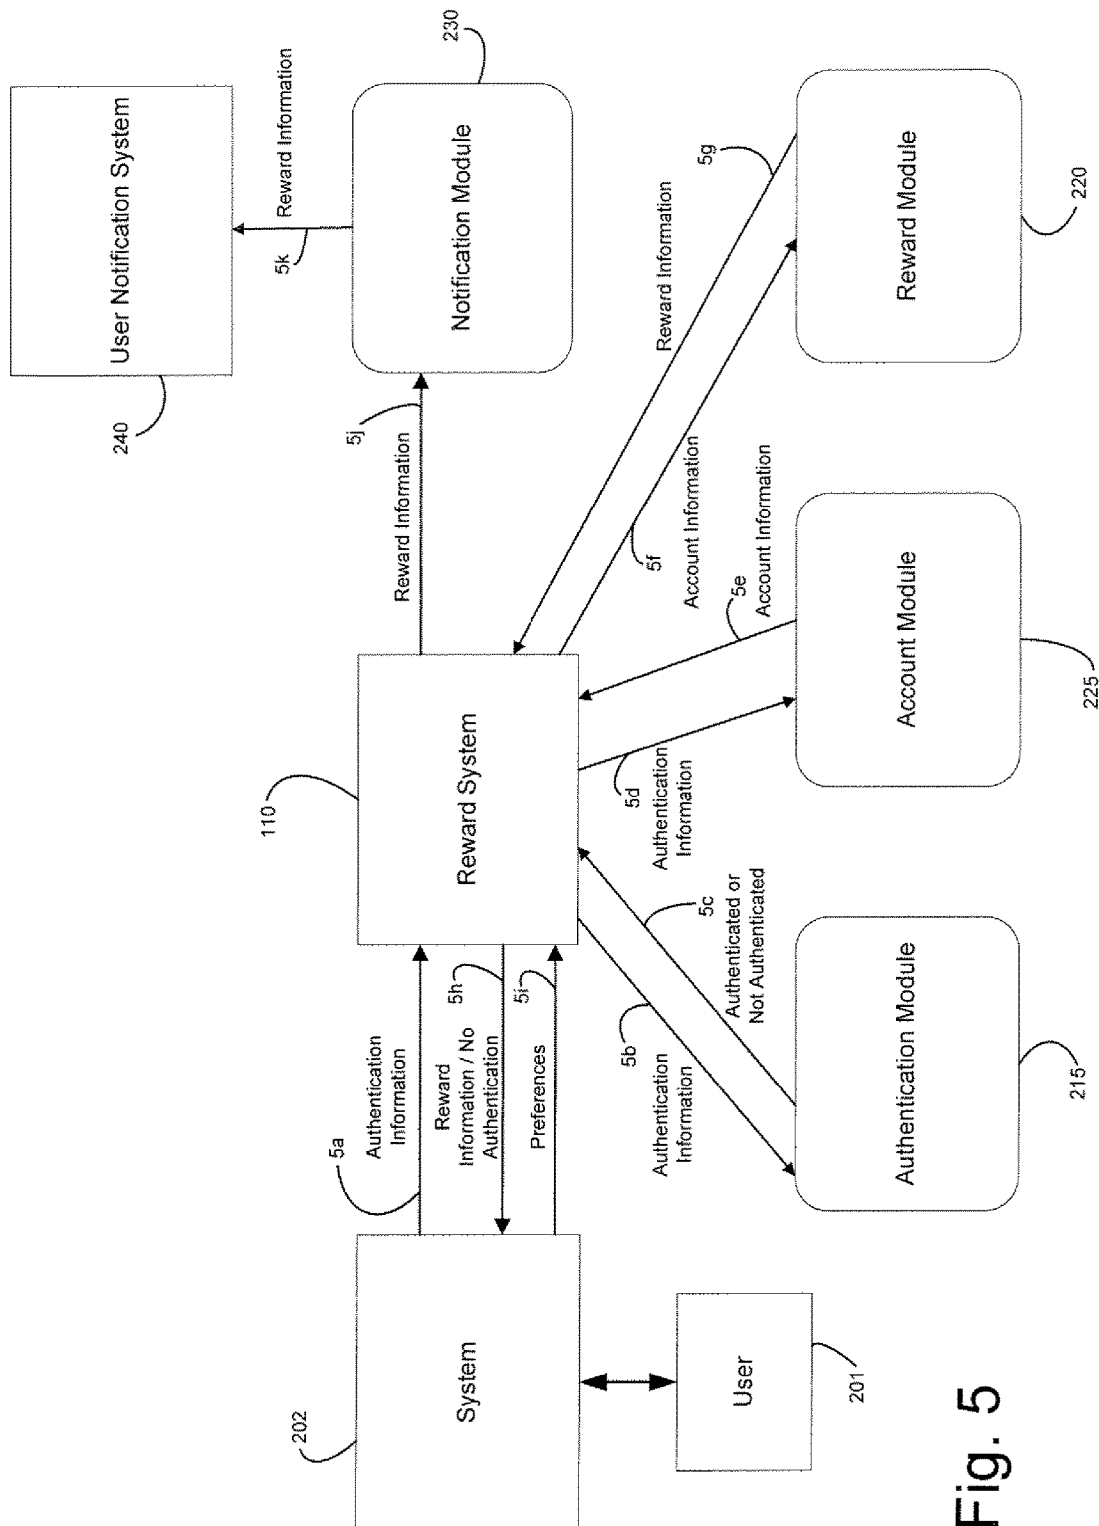 202
System
User
201
5a
Authentication
Information
Reward
Information / No
Authentication
5h
Preferences
5i
110
Reward System
5b
Authentication
Information
5c
Authenticated or
Not Authenticated
Authentication Module
215
5d
Authentication
Information
5e
Account Information
Account Module
225
5f
Account Information
5g
Reward Information
Reward Module
220
5j
Reward Information
Notification Module
230
5k
Reward Information
User Notification System
240
Fig. 5